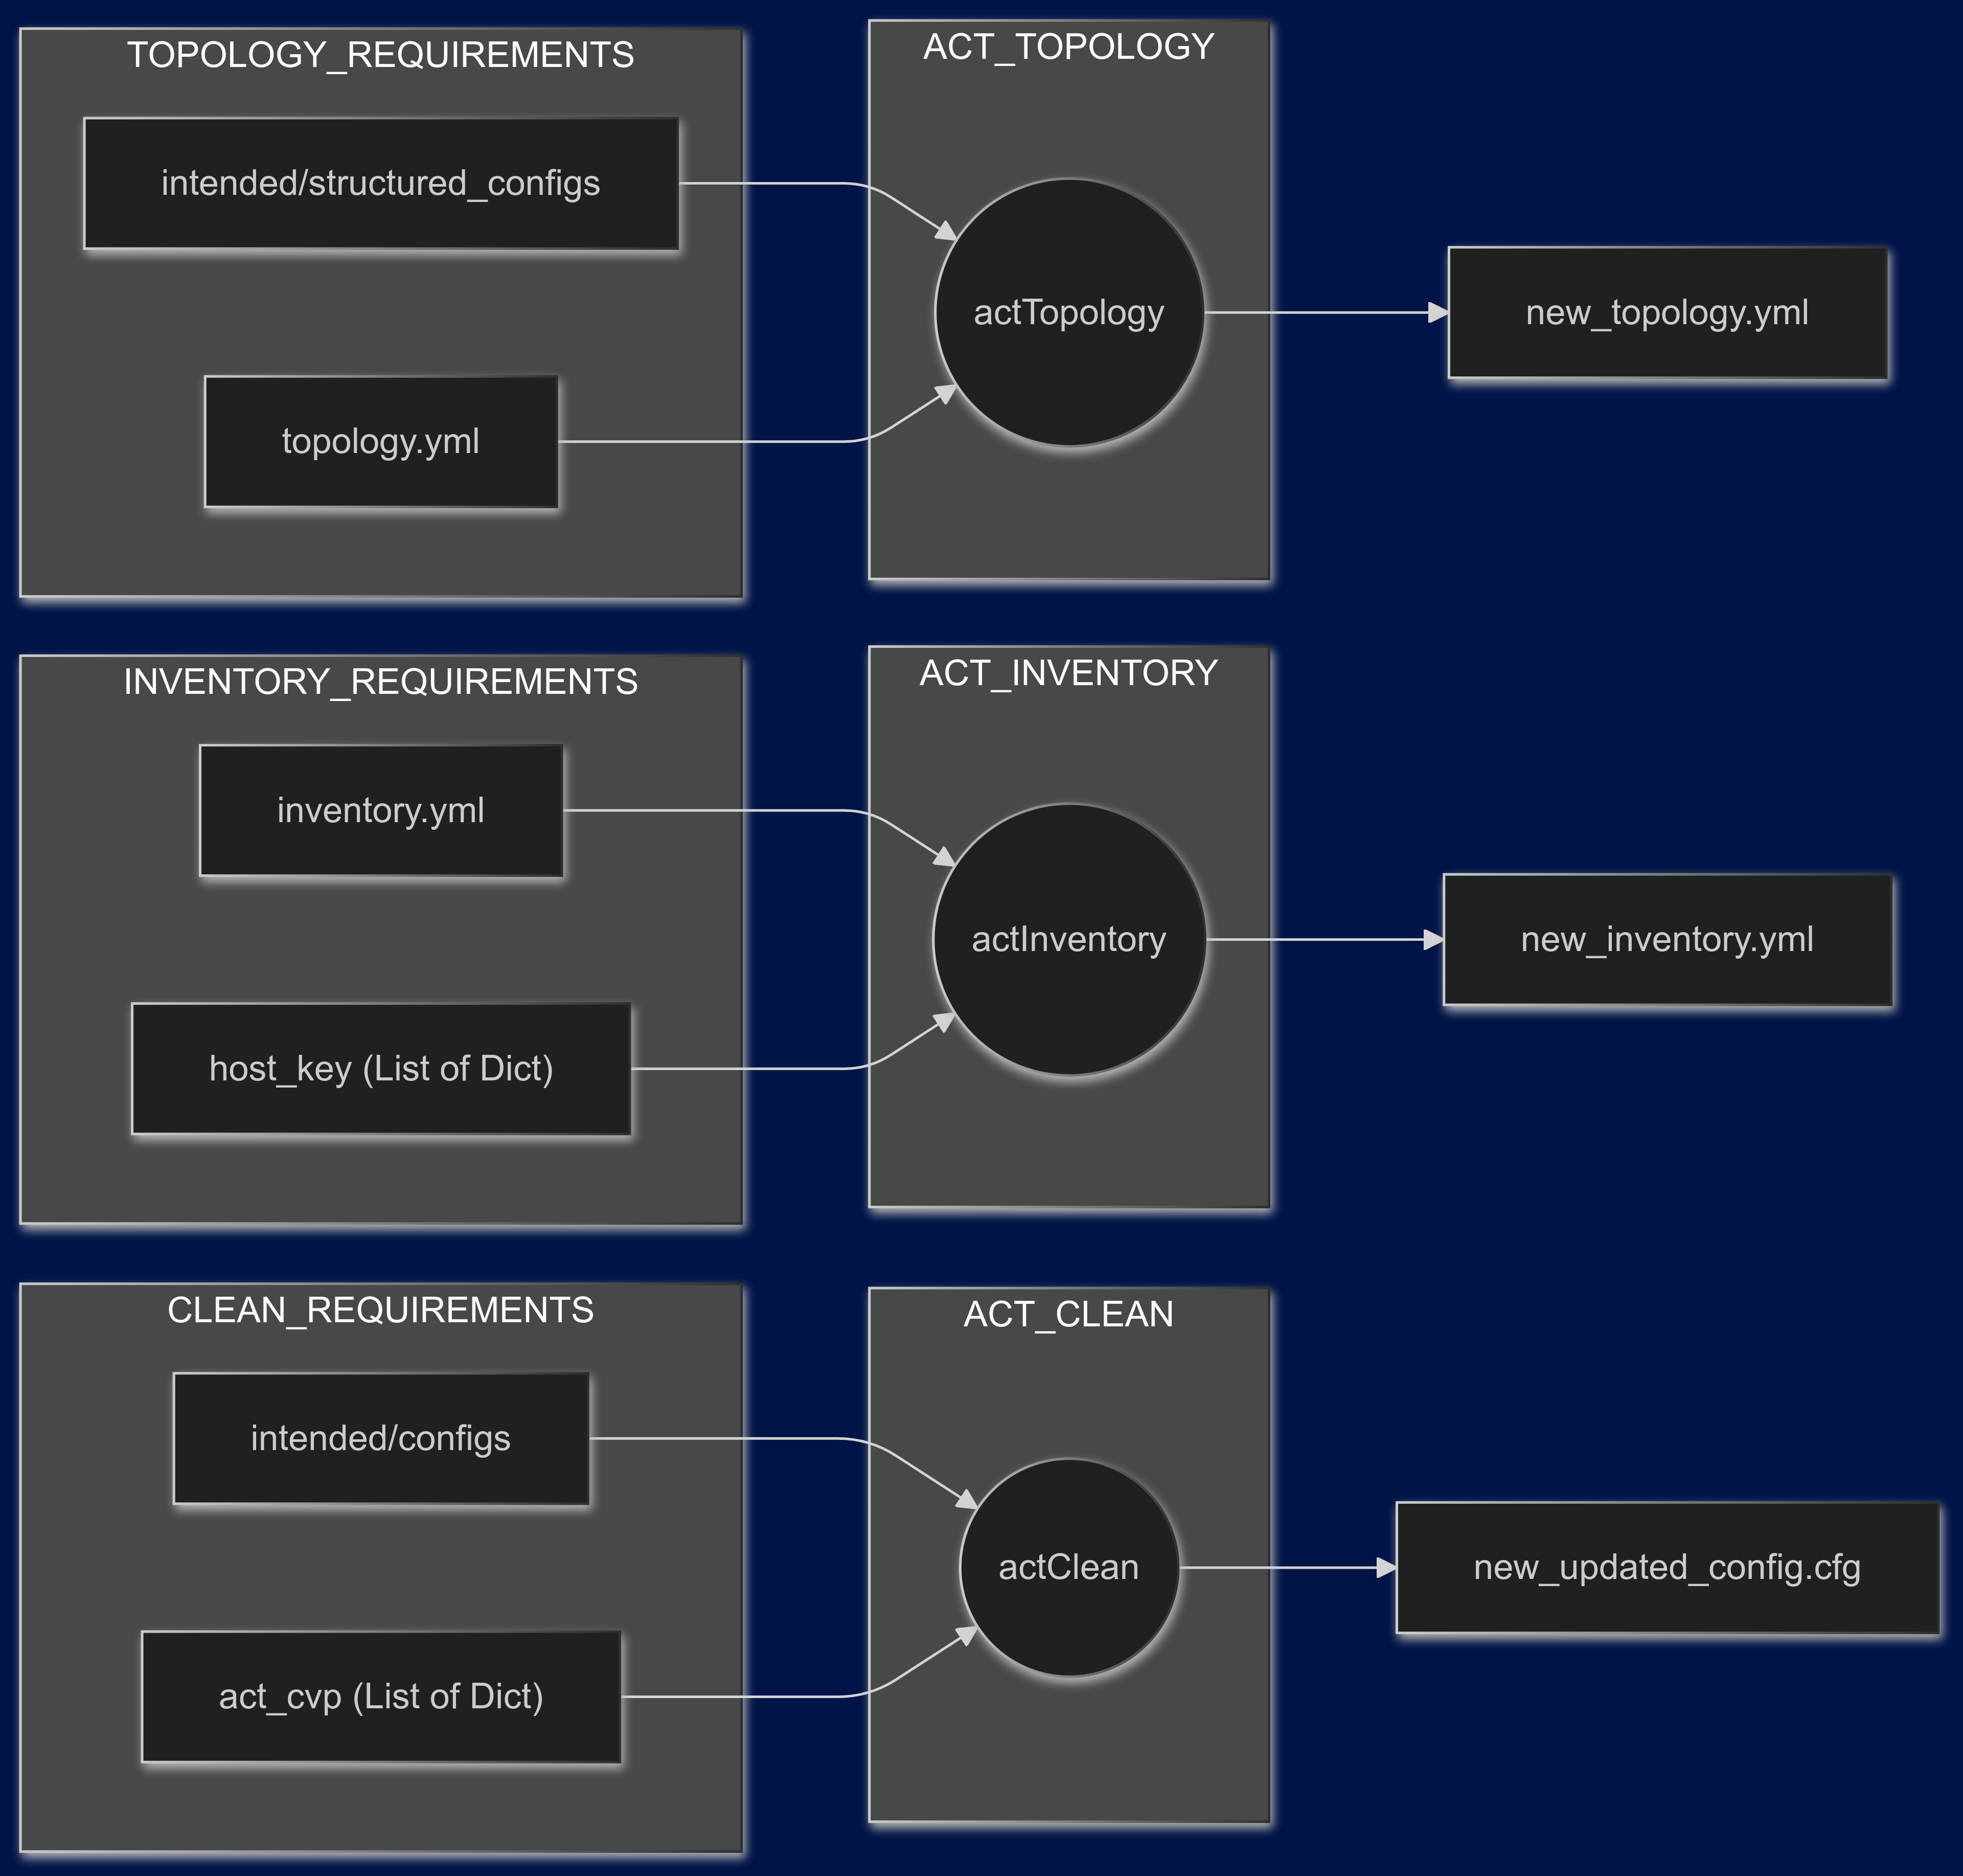 TOPOLOGY_REQUIREMENTS
intended/structured_configs
topology.yml
ACT_TOPOLOGY
actTopology
new_topology.yml
INVENTORY_REQUIREMENTS
inventory.yml
host_key (List of Dict)
ACT_INVENTORY
actInventory
new_inventory.yml
CLEAN_REQUIREMENTS
intended/configs
act_cvp (List of Dict)
ACT_CLEAN
actClean
new_updated_config.cfg